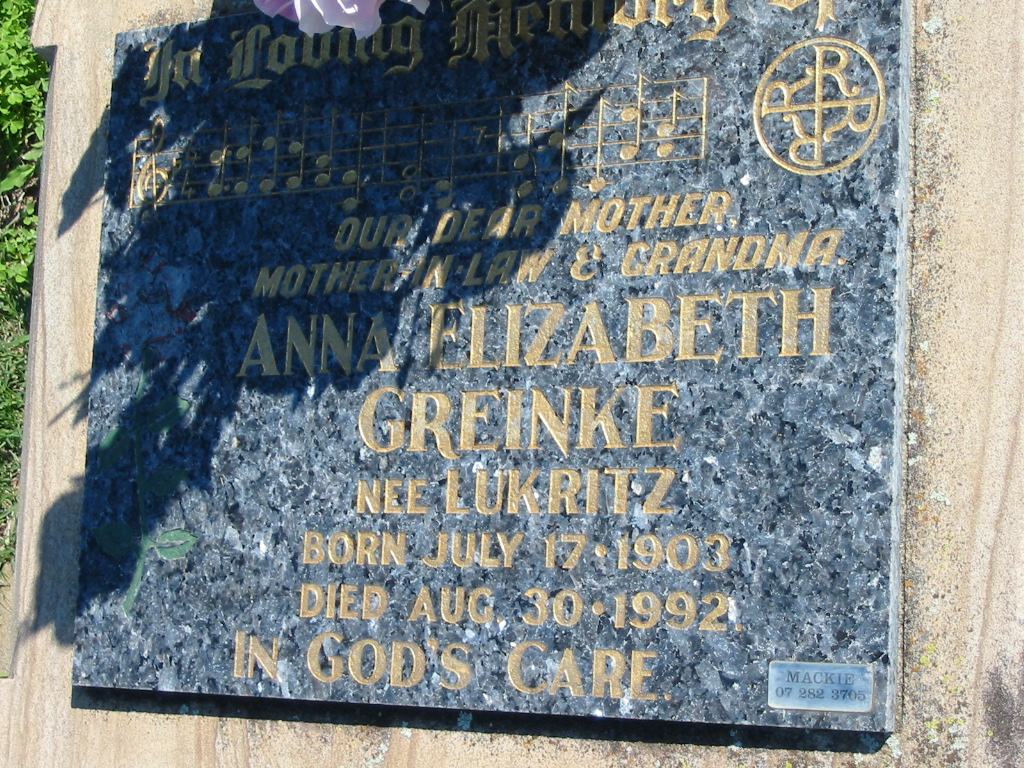 In Loving Memory of
R R R R
OUR DEAR MOTHER,
MOTHER-IN-LAW & GRANDMA.
ANNA ELIZABETH
GREINKE
NEE LUKRITZ
BORN JULY 17·1903
DIED AUG 30·1992.
IN GOD'S CARE.
MACKIE
07 282 3705